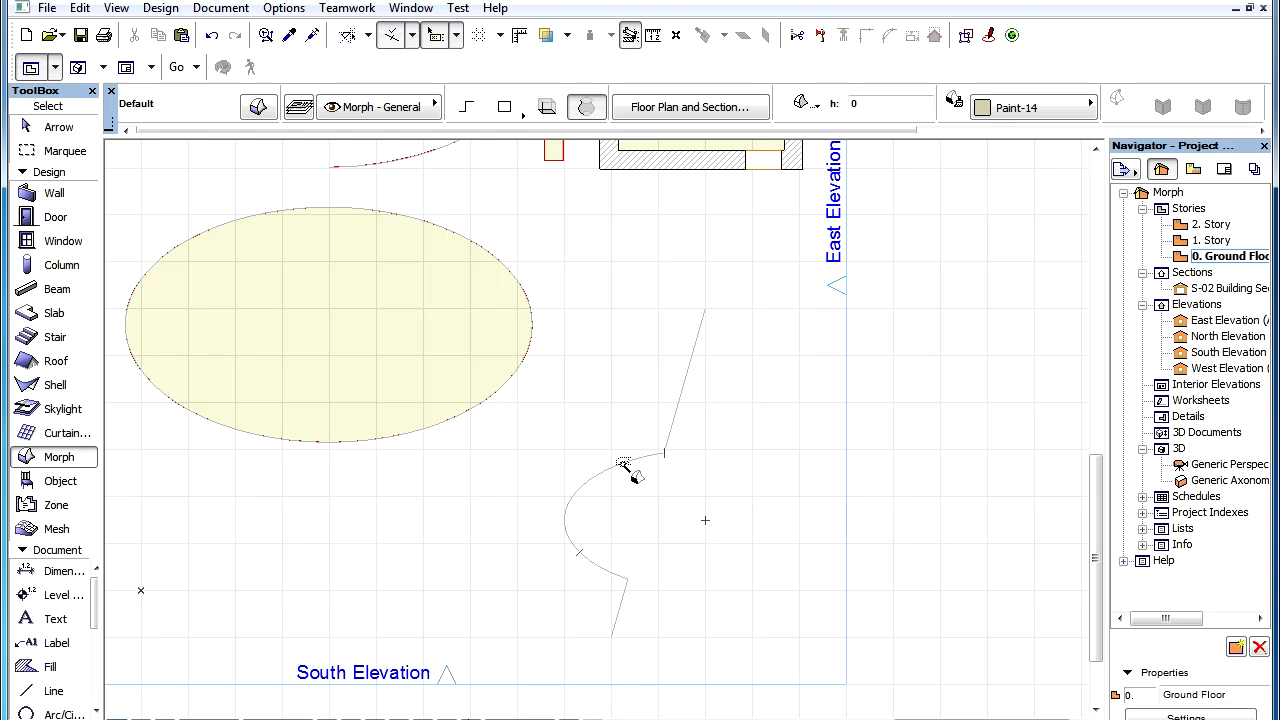 File Edit View Design Document Options Teamwork Window Test Help
Go
ToolBox
Select
Arrow
Marquee
Design
Wall
Door
Window
Column
Beam
Slab
Stair
Roof
Shell
Skylight
Curtain...
Morph
Object
Zone
Mesh
Document
Dimen...
Level ...
Text
Label
Fill
Line
Arc/Ci...
Default
Morph - General
Floor Plan and Section...
h: 0
Paint-14
East Elevation
South Elevation
Navigator - Project ...
Morph
Stories
2. Story
1. Story
0. Ground Floo
Sections
S-02 Building Se
Elevations
East Elevation (
North Elevation
South Elevation
West Elevation (
Interior Elevations
Worksheets
Details
3D Documents
3D
Generic Perspec
Generic Axonom
Schedules
Project Indexes
Lists
Info
Help
Properties
0. Ground Floor
Settings...